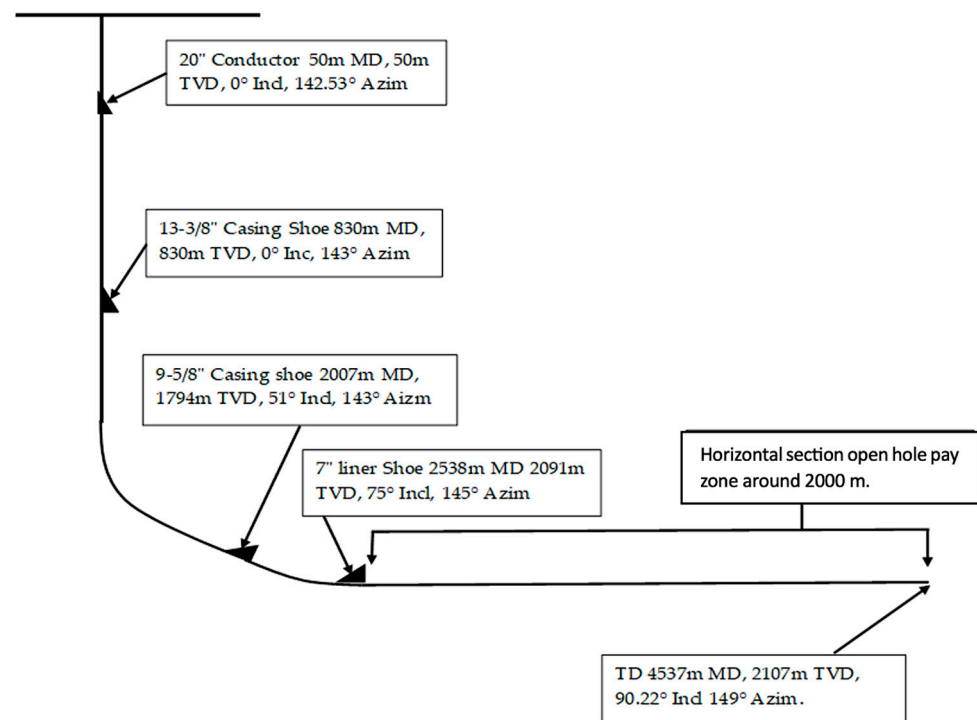 20" Conductor 50m MD, 50m
TVD, 0° Incl, 142.53° Azim
13-3/8" Casing Shoe 830m MD,
830m TVD, 0° Inc, 143° Azim
9-5/8" Casing shoe 2007m MD,
1794m TVD, 51° Incl, 143° Aizm
7" liner Shoe 2538m MD 2091m
TVD, 75° Incl, 145° Azim
Horizontal section open hole pay
zone around 2000 m.
TD 4537m MD, 2107m TVD,
90.22° Incl 149° Azim.